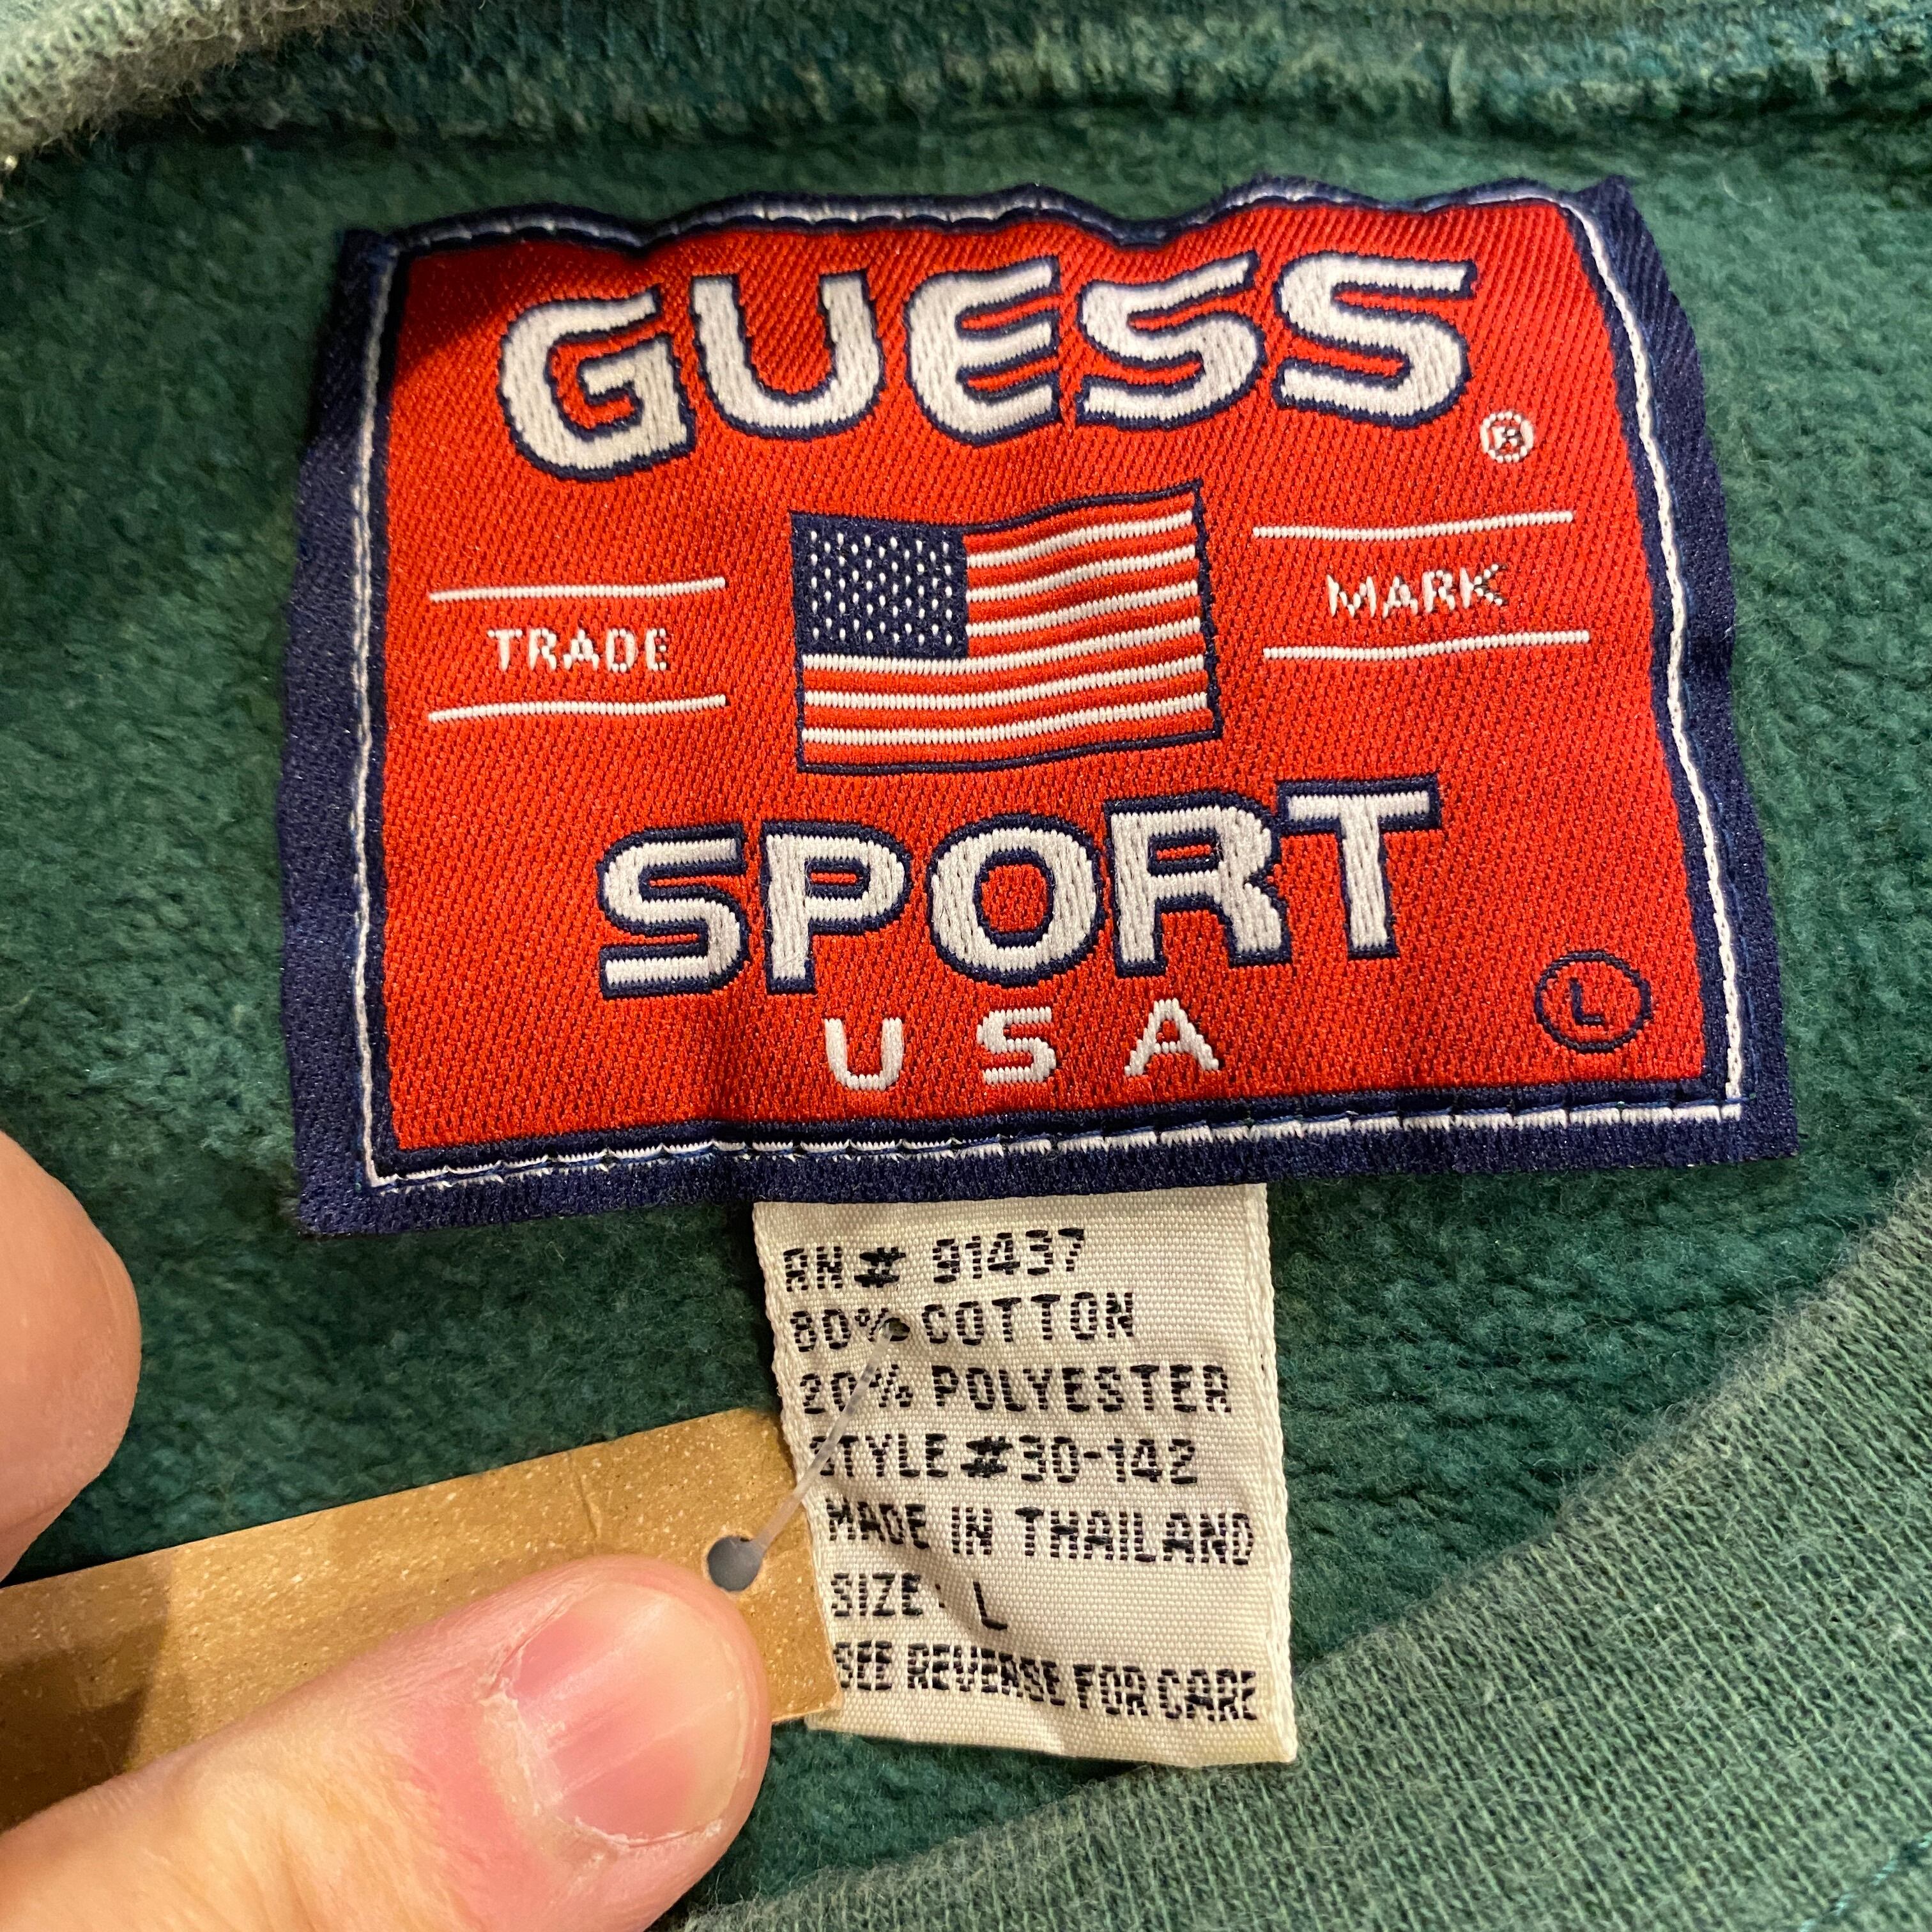 GUESS
®
TRADE MARK
SPORT
USA
L
RN# 91437
80% COTTON
20% POLYESTER
STYLE #30-142
MADE IN THAILAND
SIZE: L
SEE REVERSE FOR CARE